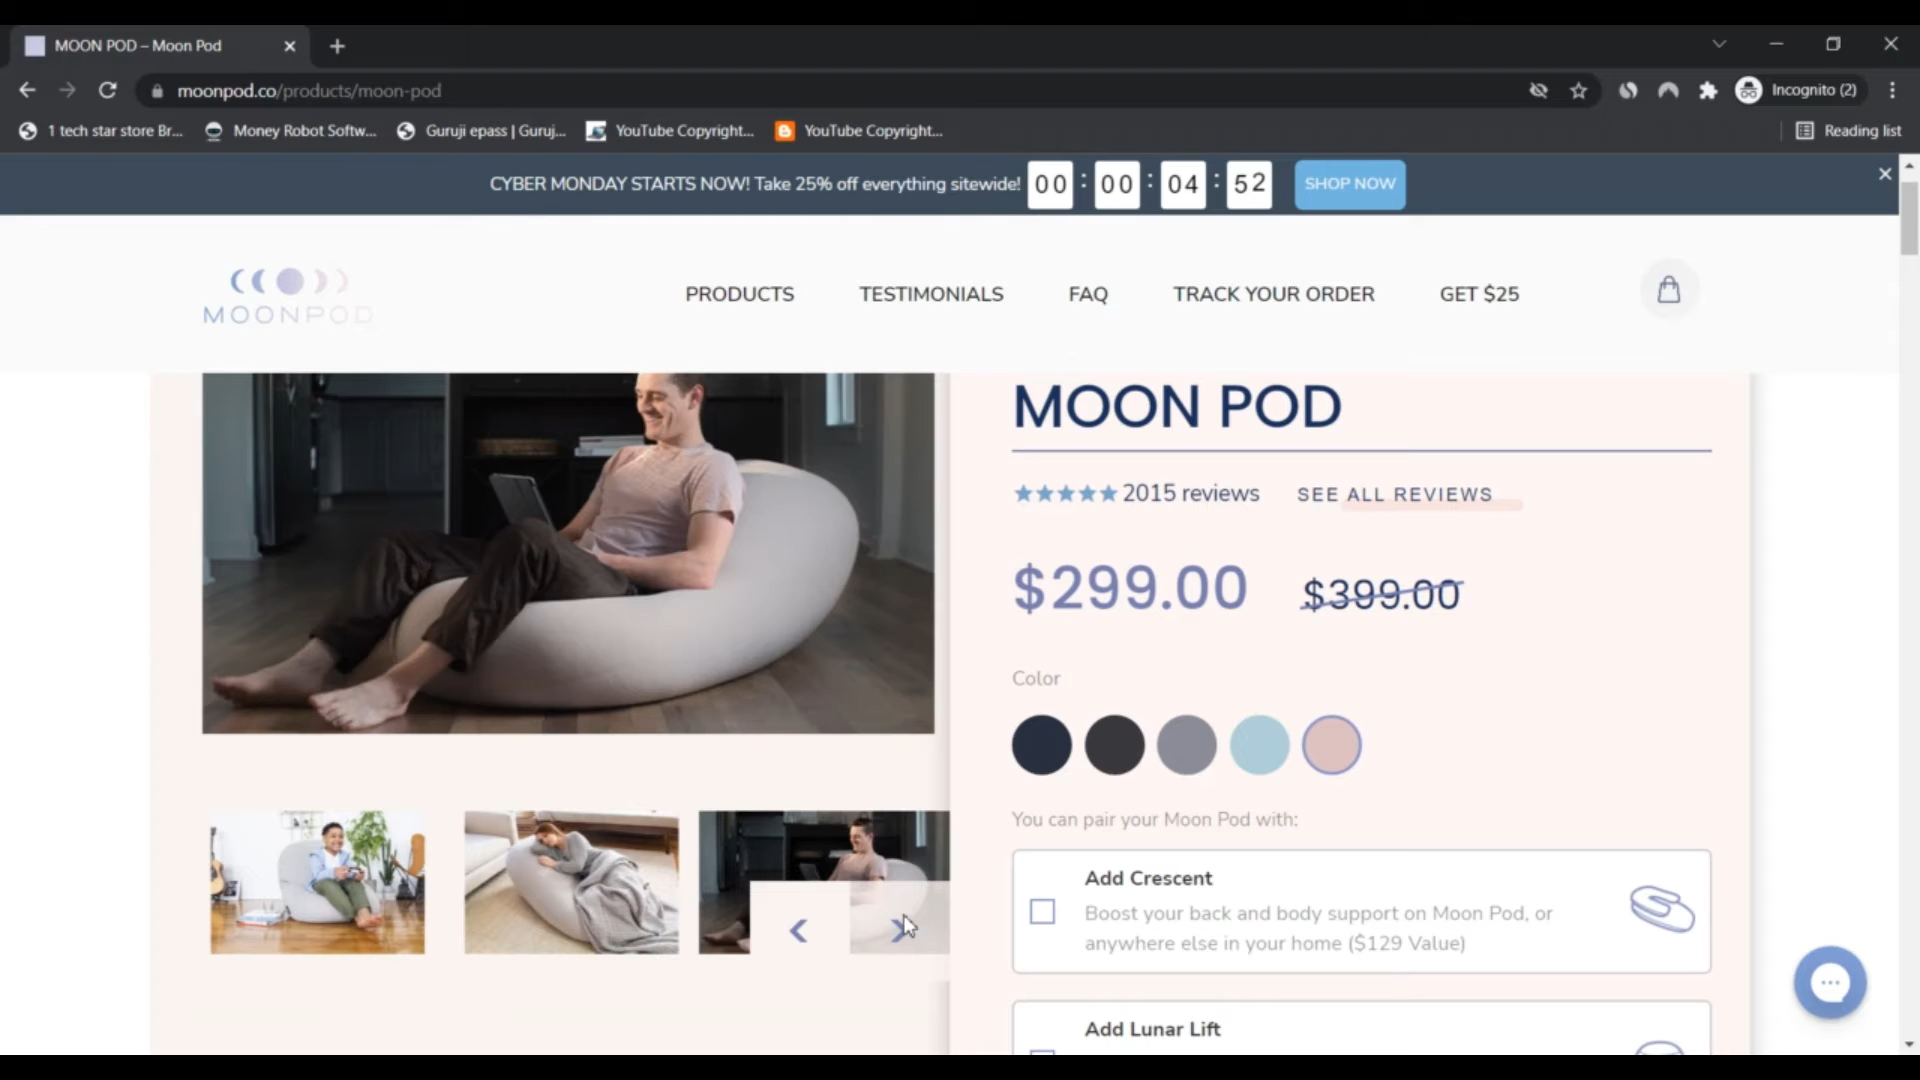 MOON POD – Moon Pod
moonpod.co/products/moon-pod
Incognito (2)
1 tech star store Br...
Money Robot Softw...
Guruji epass | Guruj...
YouTube Copyright...
YouTube Copyright...
Reading list
CYBER MONDAY STARTS NOW! Take 25% off everything sitewide!
00 : 00 : 04 : 52
SHOP NOW
MOONPOD
PRODUCTS
TESTIMONIALS
FAQ
TRACK YOUR ORDER
GET $25
MOON POD
2015 reviews
SEE ALL REVIEWS
$299.00
$399.00
Color
You can pair your Moon Pod with:
Add Crescent
Boost your back and body support on Moon Pod, or
anywhere else in your home ($129 Value)
Add Lunar Lift